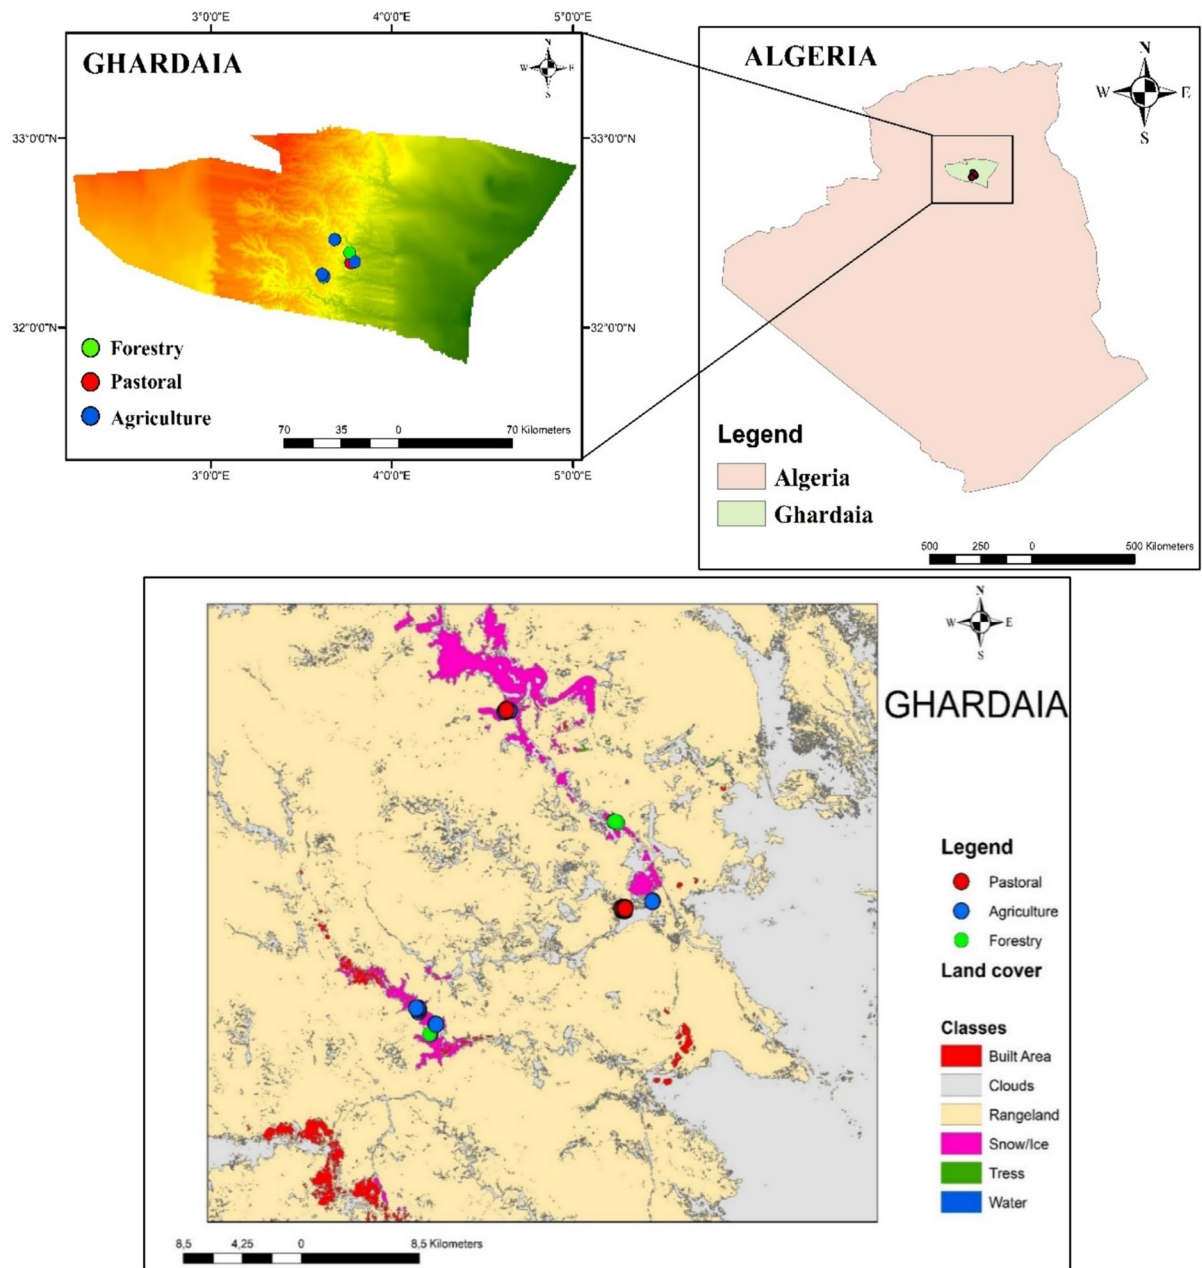 3°0'0"E 4°0'0"E 5°0'0"E
GHARDAIA
N
W E
S
33°0'0"N
33°0'0"N
32°0'0"N
32°0'0"N
Forestry
Pastoral
Agriculture
70 35 0 70 Kilometers
3°0'0"E 4°0'0"E 5°0'0"E
ALGERIA
N
W E
S
Legend
Algeria
Ghardaia
500 250 0 500 Kilometers
N
W E
S
GHARDAIA
Legend
Pastoral
Agriculture
Forestry
Land cover
Classes
Built Area
Clouds
Rangeland
Snow/Ice
Tress
Water
8,5 4,25 0 8,5 Kilometers